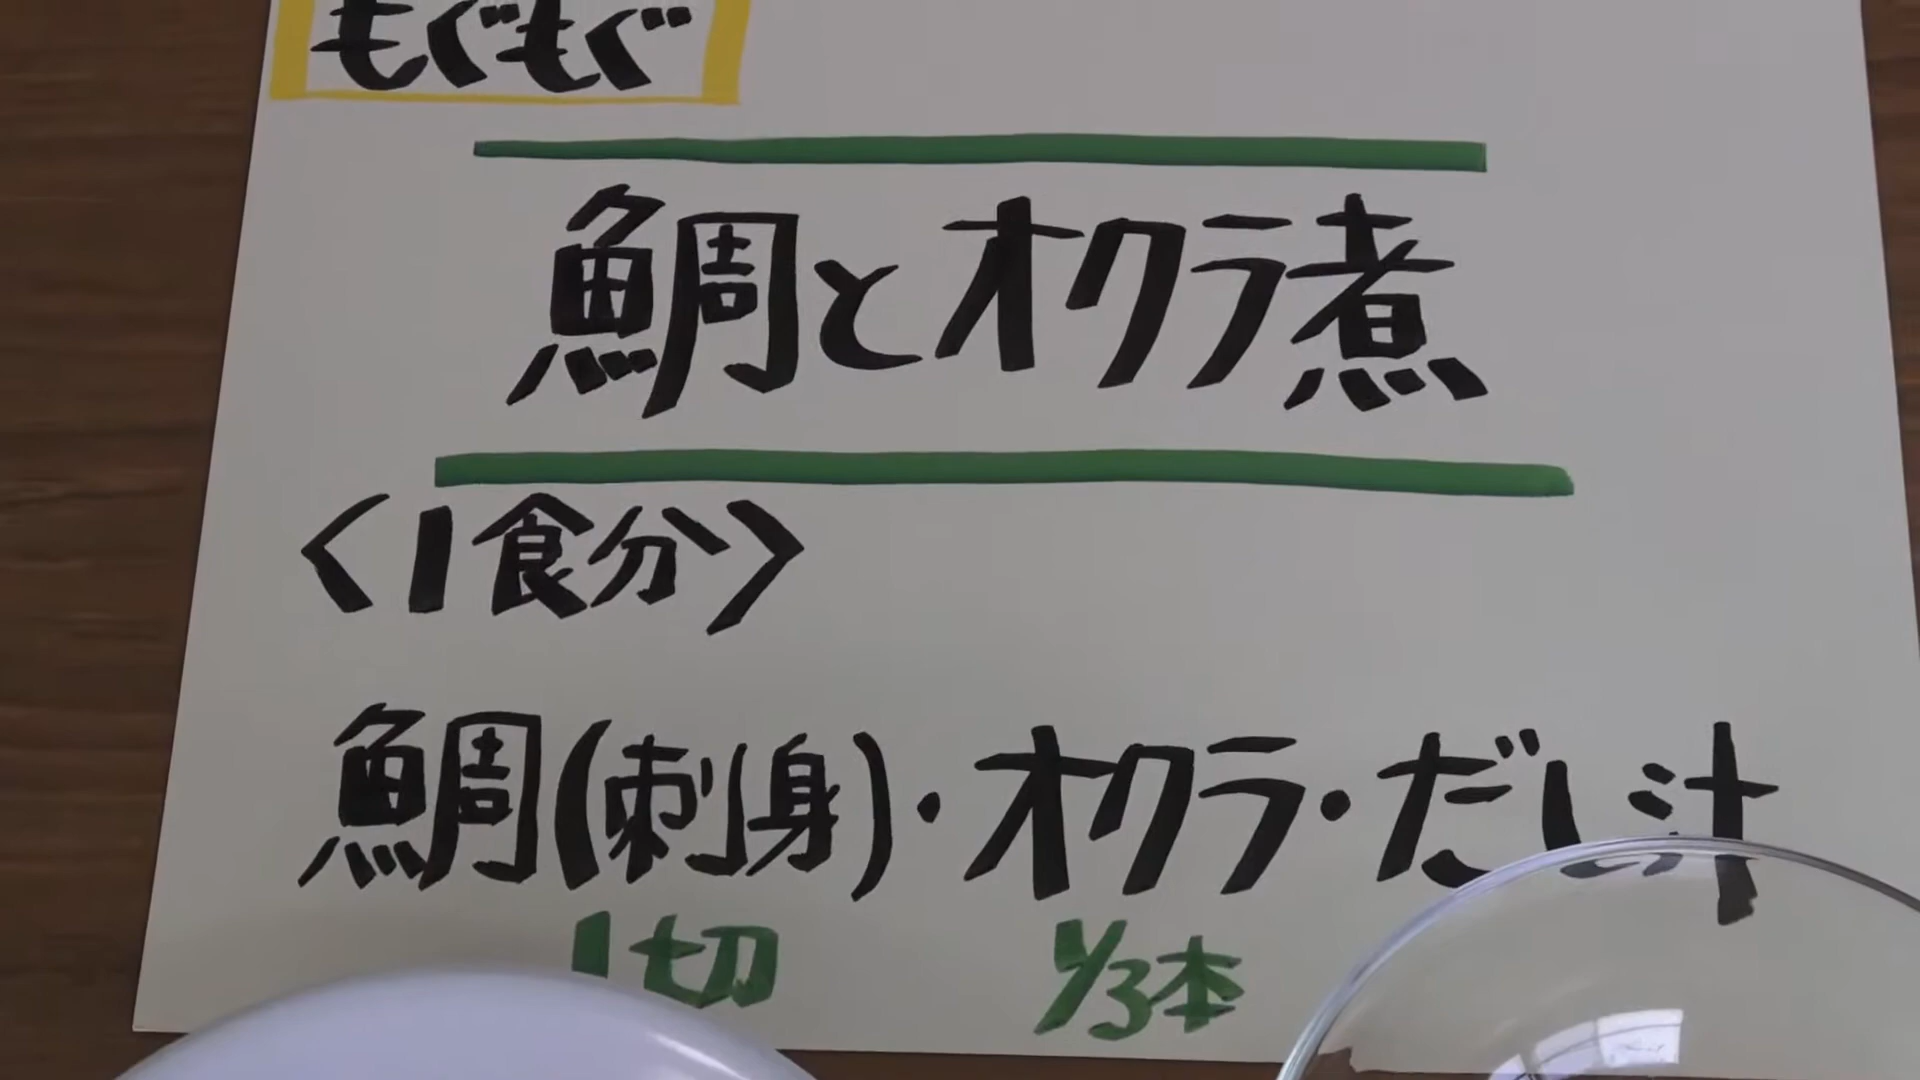 もぐもぐ
鯛とオクラ煮
〈1食分〉
鯛(刺身)・オクラ・だし汁
1切 1/3本